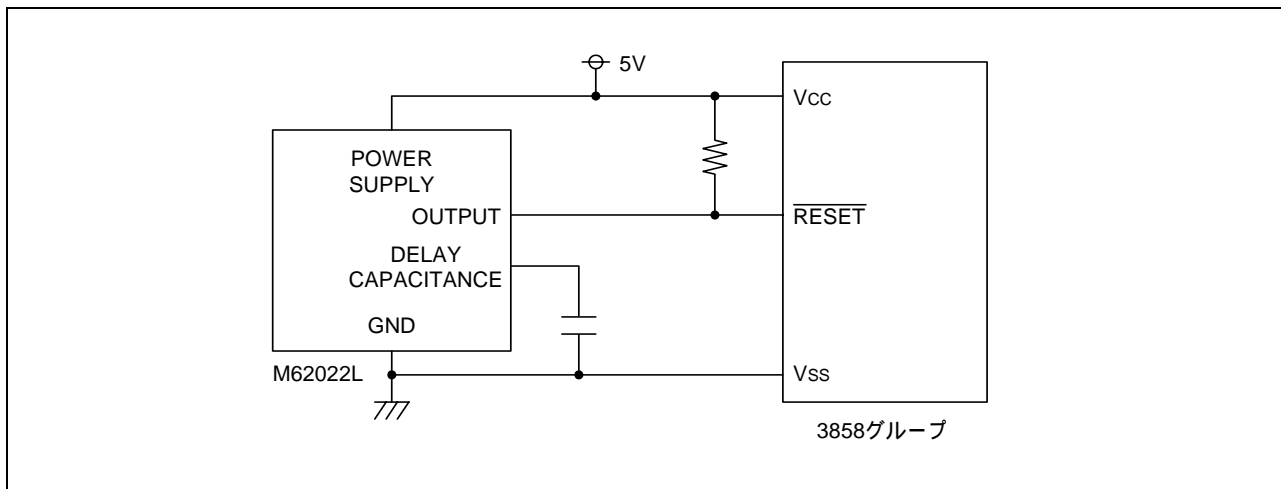 5V
POWER
SUPPLY
OUTPUT
DELAY
CAPACITANCE
GND
M62022L
VCC
RESET
VSS
3858グループ